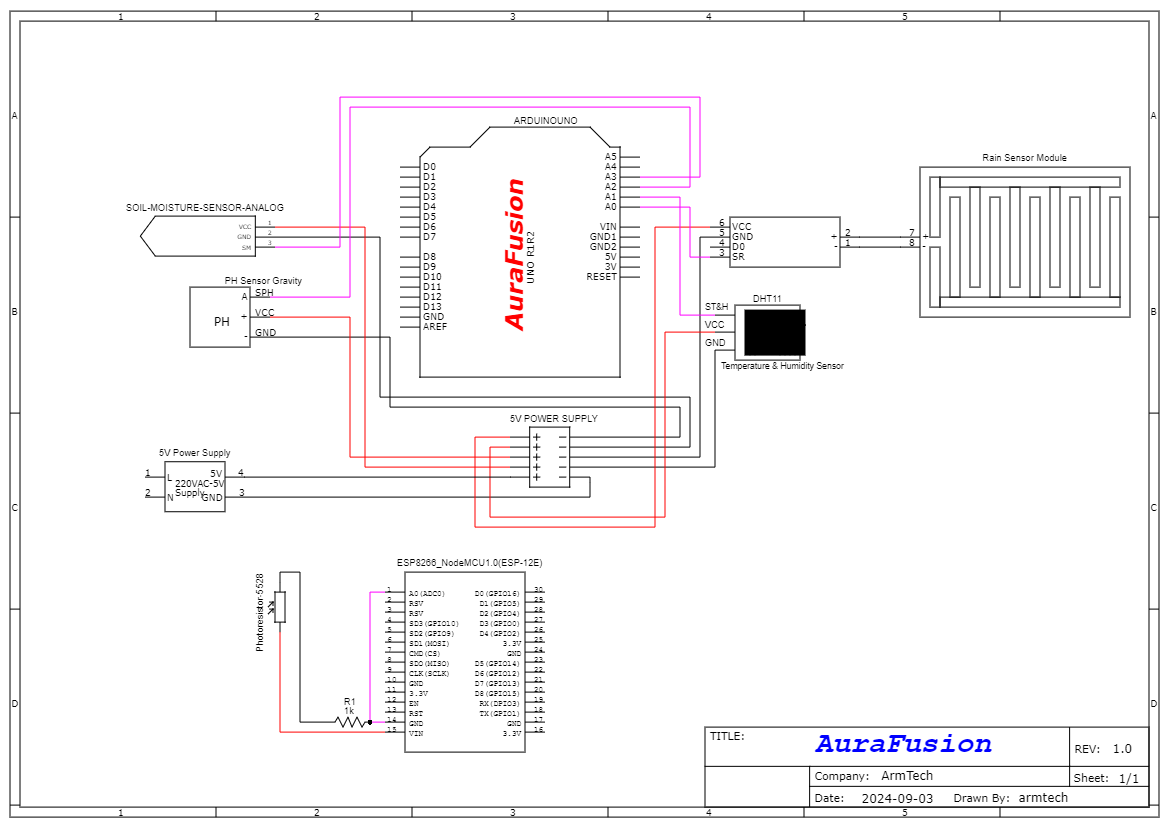 1 2 3 4 5
A A
B B
C C
D D
ARDUINOUNO
D0
D1
D2
D3
D4
D5
D6
D7
D8
D9
D10
D11
D12
D13
GND
AREF
AuraFusion
UNO R1R2
A5
A4
A3
A2
A1
A0
VIN
GND1
GND2
5V
3V
RESET
SOIL-MOISTURE-SENSOR-ANALOG
VCC 1
GND 2
SM 3
PH Sensor Gravity
PH
A SPH
+ VCC
- GND
6 VCC
5 GND
4 D0
3 SR
+ 2
- 1
Rain Sensor Module
7 +
8 -
DHT11
ST&H
VCC
GND
Temperature & Humidity Sensor
5V POWER SUPPLY
+ −
+ −
+ −
+ −
+ −
5V Power Supply
1 L 5V 4
220VAC-5V
Supply
2 N GND 3
ESP8266_NodeMCU1.0(ESP-12E)
1 A0(ADC0) D0(GPIO16) 30
2 RSV D1(GPIO5) 29
3 RSV D2(GPIO4) 28
4 SD3(GPIO10) D3(GPIO0) 27
5 SD2(GPIO9) D4(GPIO2) 26
6 SD1(MOSI) 3.3V 25
7 CMD(CS) GND 24
8 SDO(MISO) D5(GPIO14) 23
9 CLK(SCLK) D6(GPIO12) 22
10 GND D7(GPIO13) 21
11 3.3V D8(GPIO15) 20
12 EN RX(DPIO3) 19
13 RST TX(GPIO1) 18
14 GND GND 17
15 VIN 3.3V 16
Photoresistor-5528
R1
1k
TITLE:
AuraFusion
REV: 1.0
Company: ArmTech
Sheet: 1/1
Date: 2024-09-03 Drawn By: armtech
1 2 3 4 5